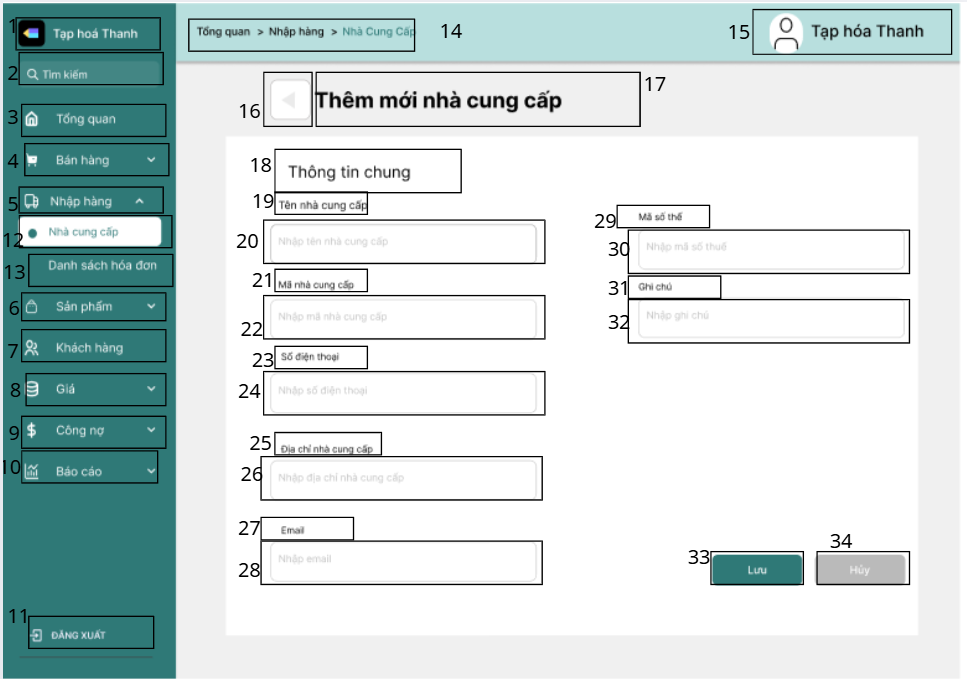 1 Tạp hoá Thanh
2 Tìm kiếm
3 Tổng quan
4 Bán hàng
5 Nhập hàng
12 Nhà cung cấp
13 Danh sách hóa đơn
6 Sản phẩm
7 Khách hàng
8 Giá
9 Công nợ
10 Báo cáo
11 ĐĂNG XUẤT
Tổng quan > Nhập hàng > Nhà Cung Cấp 14
15 Tạp hóa Thanh
16 Thêm mới nhà cung cấp 17
18 Thông tin chung
19 Tên nhà cung cấp
20 Nhập tên nhà cung cấp
21 Mã nhà cung cấp
22 Nhập mã nhà cung cấp
23 Số điện thoại
24 Nhập số điện thoại
25 Địa chỉ nhà cung cấp
26 Nhập địa chỉ nhà cung cấp
27 Email
28 Nhập email
29 Mã số thế
30 Nhập mã số thuế
31 Ghi chú
32 Nhập ghi chú
33 Lưu
34 Hủy